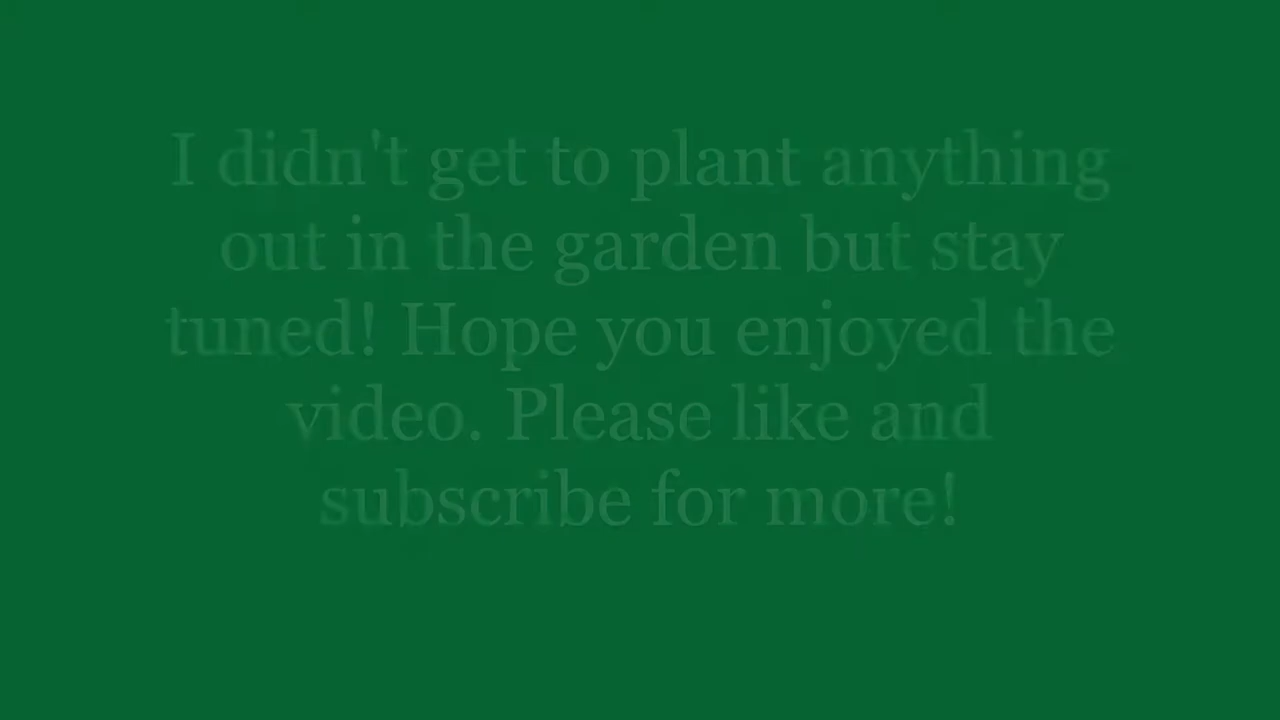 I didn't get to plant anything
out in the garden but stay
tuned! Hope you enjoyed the
video. Please like and
subscribe for more!